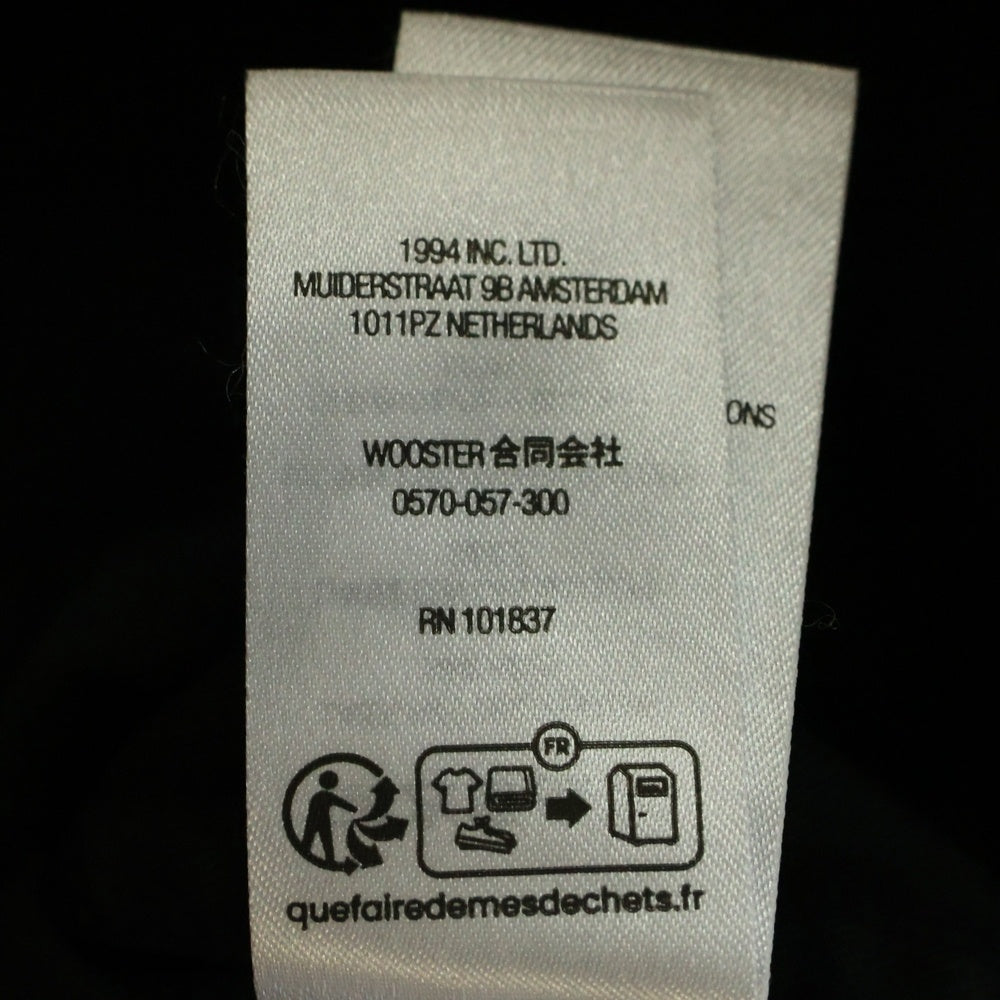 1994 INC. LTD.
MUIDERSTRAAT 9B AMSTERDAM
1011PZ NETHERLANDS
ONS
WOOSTER 合同会社
0570-057-300
RN 101837
FR
quefairedemesdechets.fr